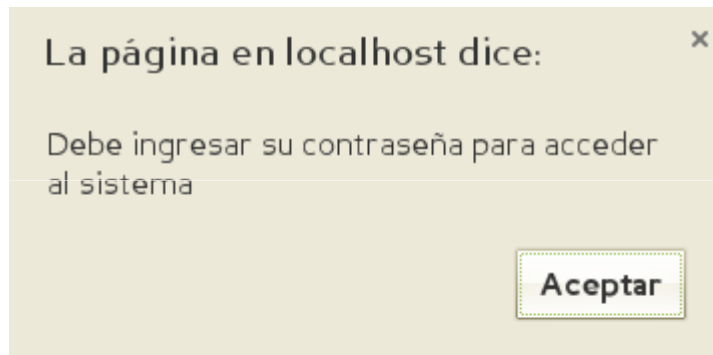 La página en localhost dice:
Debe ingresar su contraseña para acceder
al sistema
Aceptar